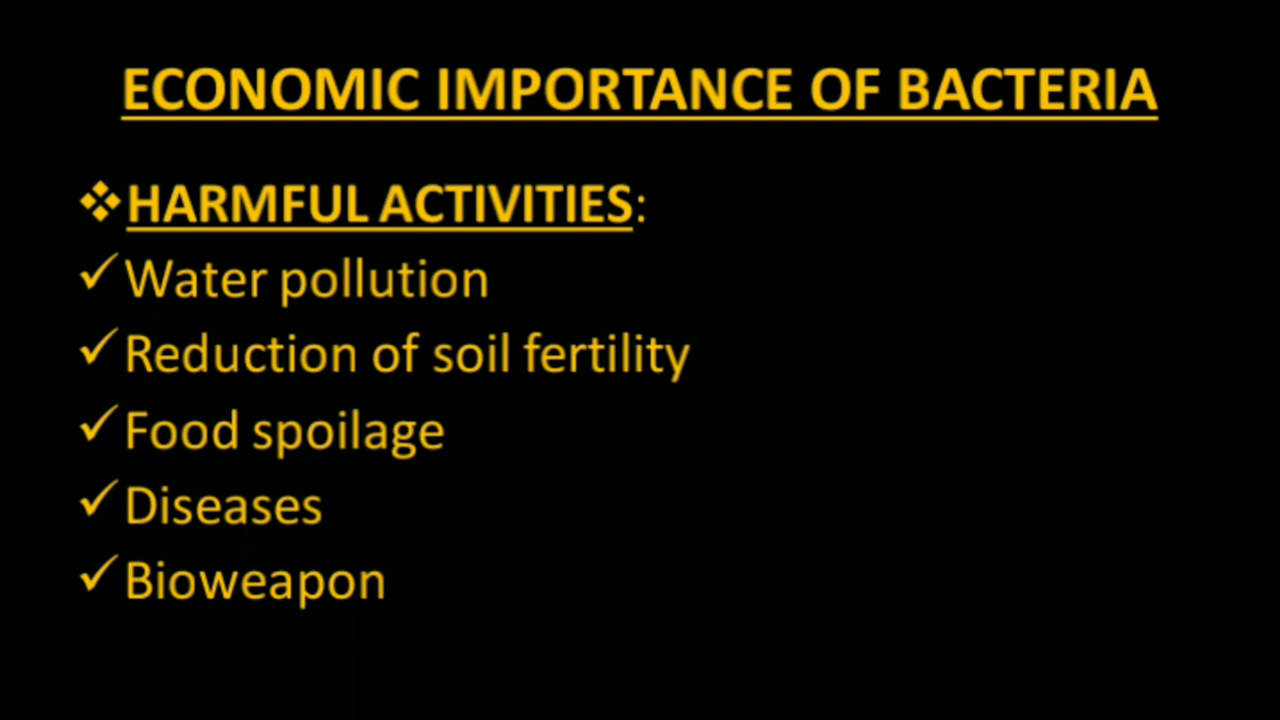 ECONOMIC IMPORTANCE OF BACTERIA
❖HARMFUL ACTIVITIES:
✓Water pollution
✓Reduction of soil fertility
✓Food spoilage
✓Diseases
✓Bioweapon